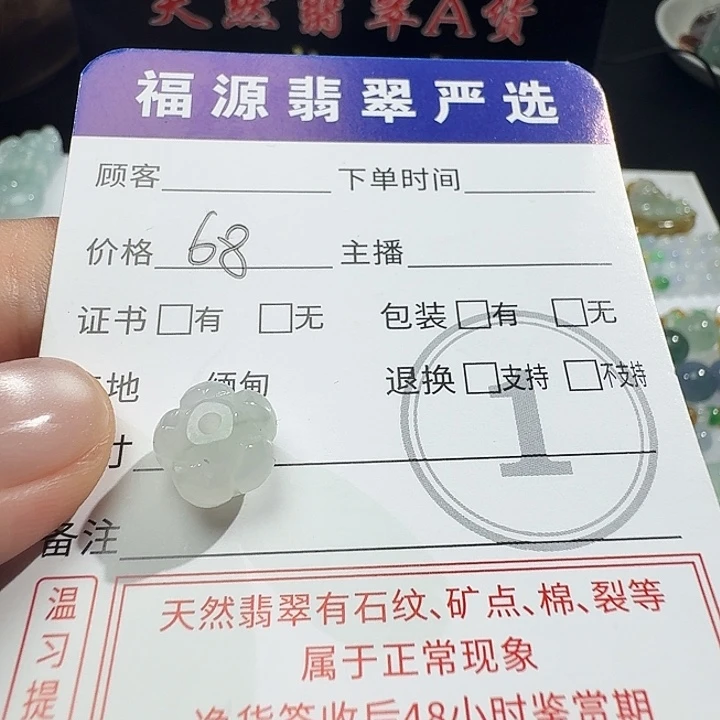 天然翡翠A货
福源翡翠严选
顾客 下单时间
价格 68 主播
证书 □有 □无 包装 □有 □无
地 缅甸 退换 □支持 □不支持
寸
1
备注
温习提
天然翡翠有石纹、矿点、棉、裂等
属于正常现象
净货签收后48小时鉴赏期